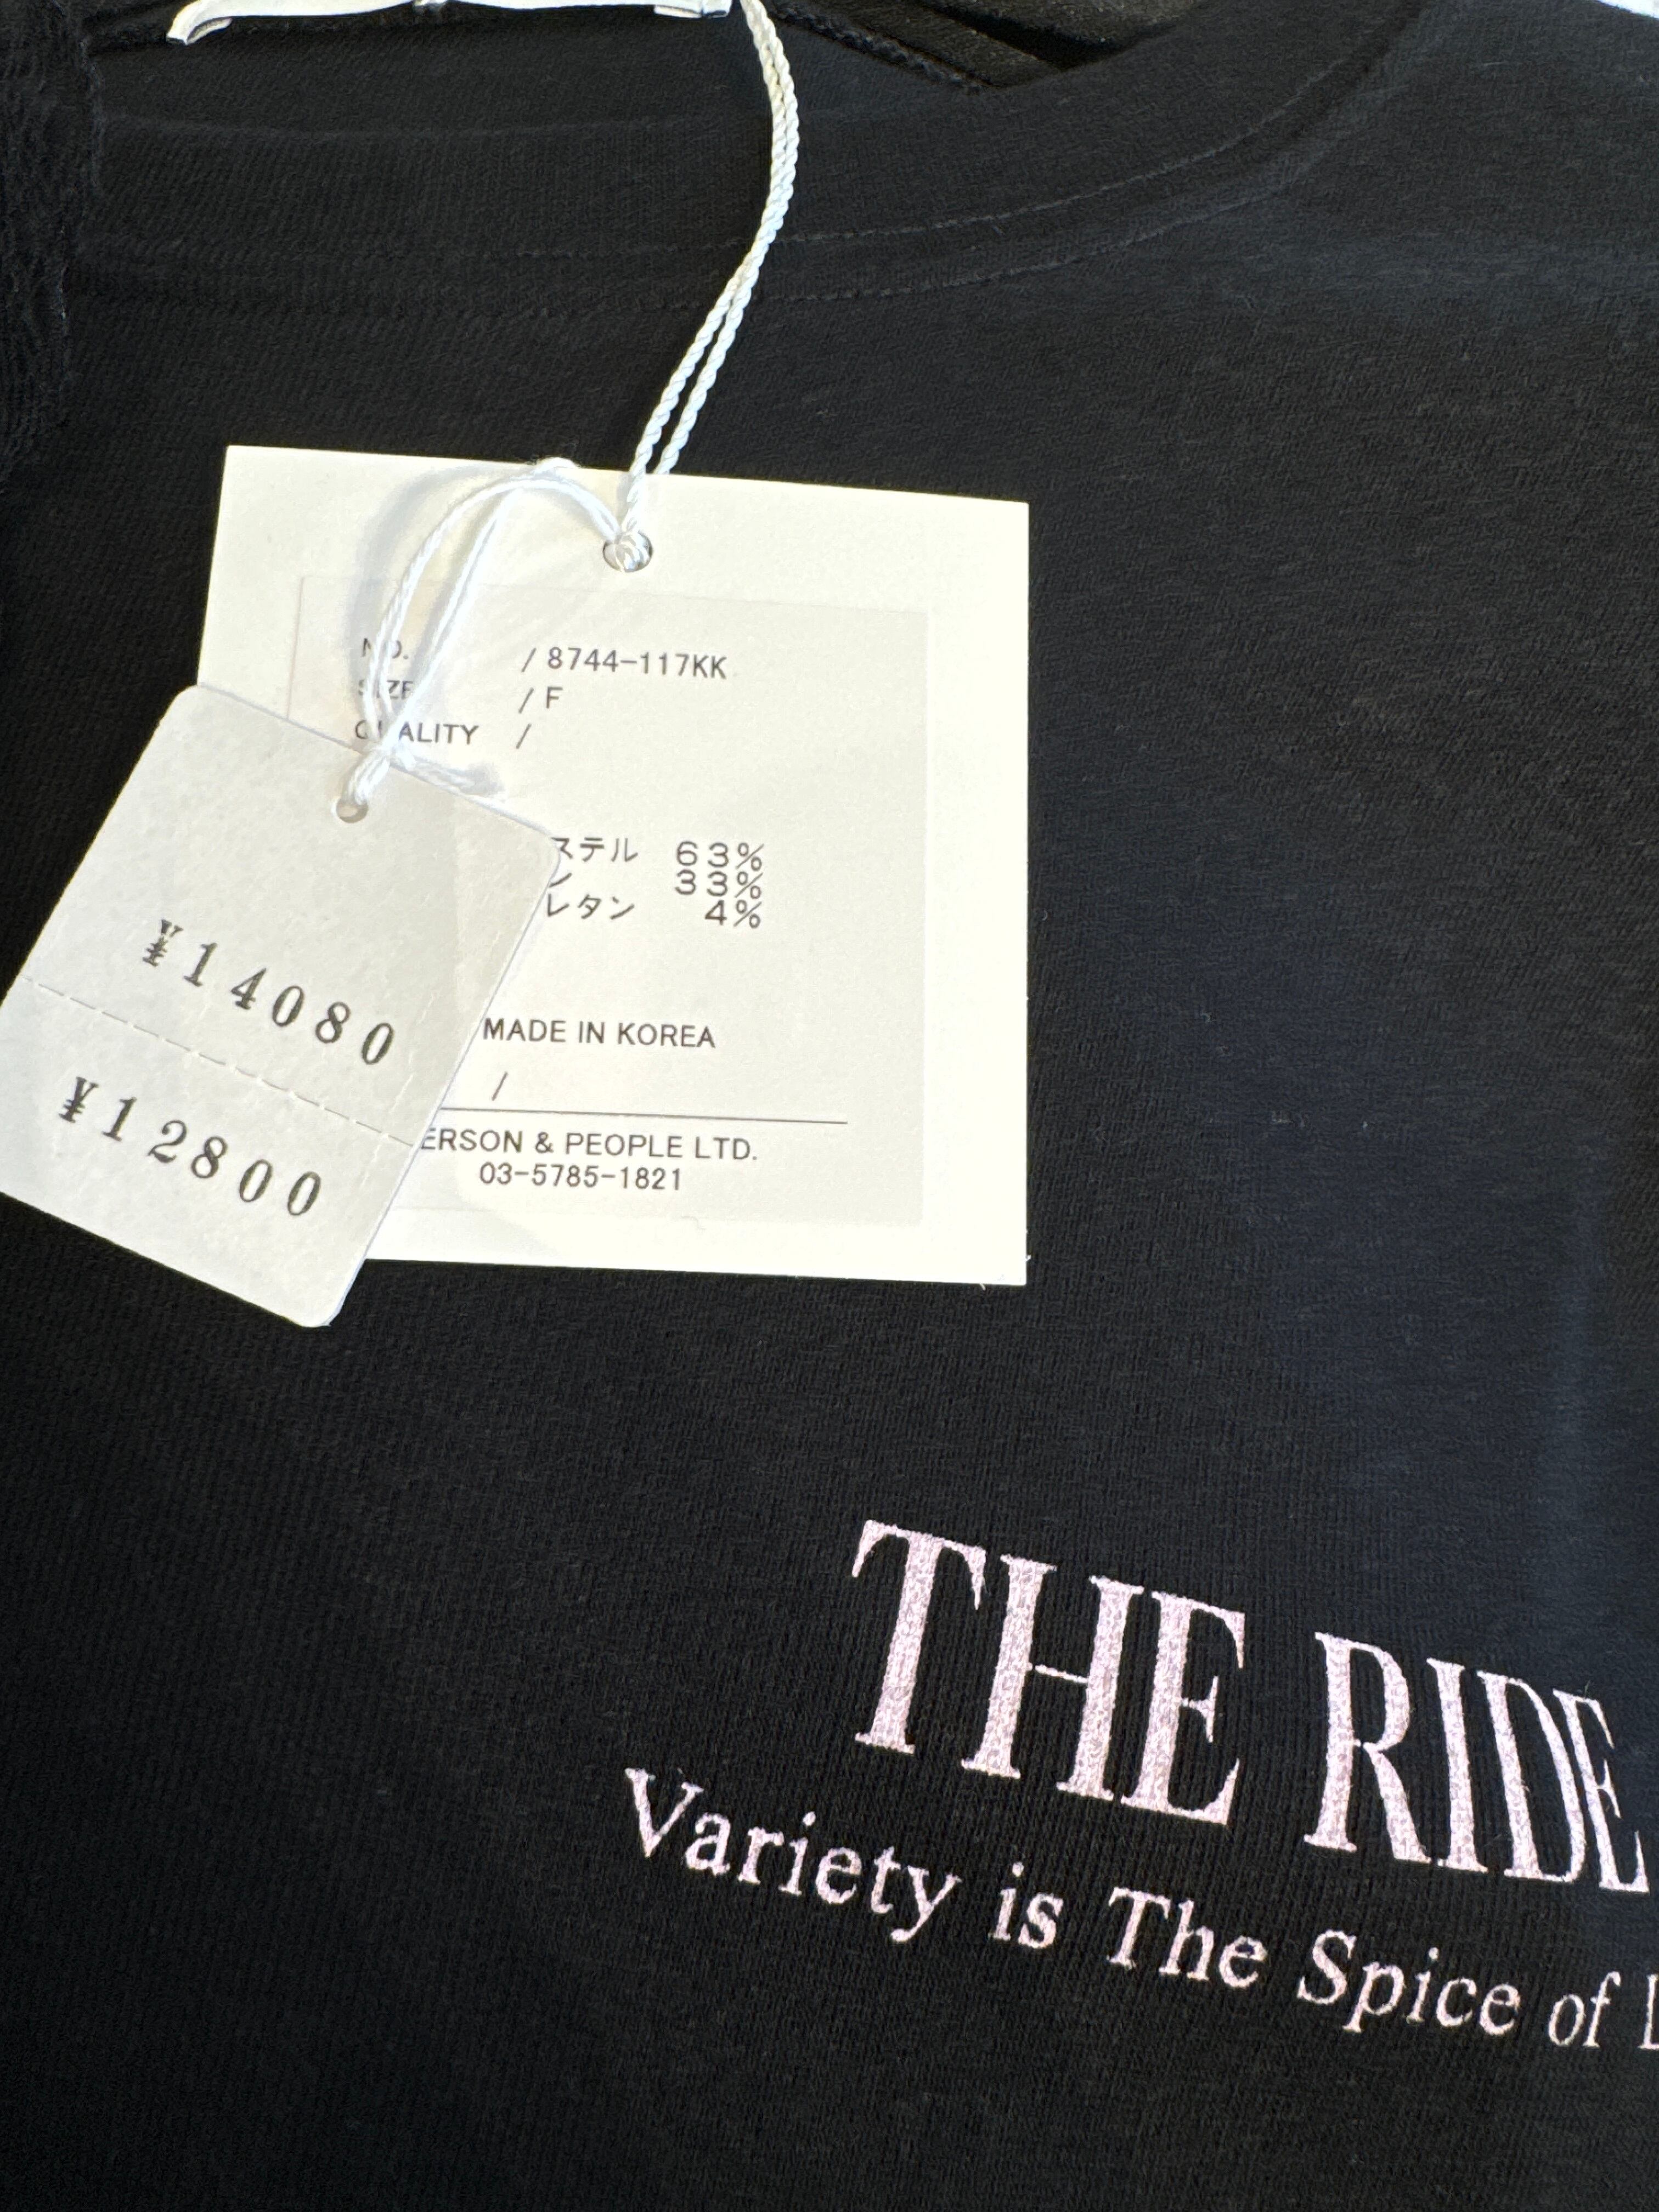 / 8744-117KK
/ F
QUALITY /
ステル 63%
ン 33%
レタン 4%
MADE IN KOREA
/
ERSON & PEOPLE LTD.
03-5785-1821
¥14080
¥12800
THE RIDE
Variety is The Spice of L